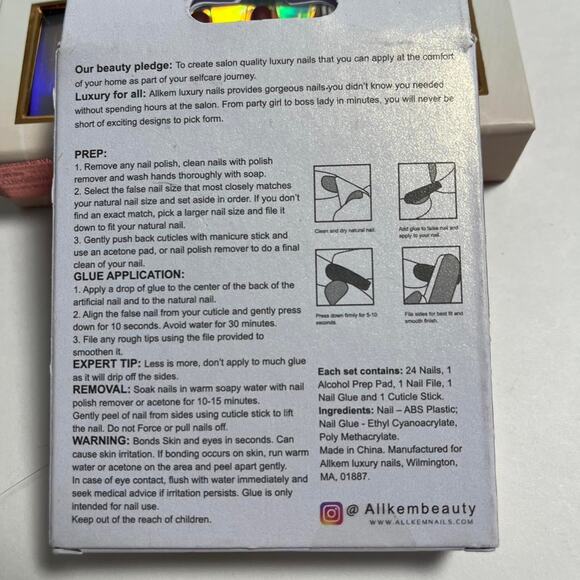 Our beauty pledge: To create salon quality luxury nails that you can apply at the comfort
of your home as part of your selfcare journey.
Luxury for all: Allkem luxury nails provides gorgeous nails you didn't know you needed
without spending hours at the salon. From party girl to boss lady in minutes, you will never be
short of exciting designs to pick form.
PREP:
1. Remove any nail polish, clean nails with polish
remover and wash hands thoroughly with soap.
2. Select the false nail size that most closely matches
your natural nail size and set aside in order. If you don't
find an exact match, pick a larger nail size and file it
down to fit your natural nail.
3. Gently push back cuticles with manicure stick and
use an acetone pad, or nail polish remover to do a final
clean of your nail.
GLUE APPLICATION:
1. Apply a drop of glue to the center of the back of the
artificial nail and to the natural nail.
2. Align the false nail from your cuticle and gently press
down for 10 seconds. Avoid water for 30 minutes.
3. File any rough tips using the file provided to
smoothen it.
EXPERT TIP: Less is more, don't apply to much glue
as it will drip off the sides.
REMOVAL: Soak nails in warm soapy water with nail
polish remover or acetone for 10-15 minutes.
Gently peel of nail from sides using cuticle stick to lift
the nail. Do not Force or pull nails off.
WARNING: Bonds Skin and eyes in seconds. Can
cause skin irritation. If bonding occurs on skin, run warm
water or acetone on the area and peel apart gently.
In case of eye contact, flush with water immediately and
seek medical advice if irritation persists. Glue is only
intended for nail use.
Keep out of the reach of children.
Clean and dry natural nail.
Add glue to false nail and
apply to your nail.
Press down firmly for 5-10
seconds.
File sides for best fit and
smooth finish.
Each set contains: 24 Nails, 1
Alcohol Prep Pad, 1 Nail File, 1
Nail Glue and 1 Cuticle Stick.
Ingredients: Nail – ABS Plastic;
Nail Glue - Ethyl Cyanoacrylate,
Poly Methacrylate.
Made in China. Manufactured for
Allkem luxury nails, Wilmington,
MA, 01887.
@ Allkembeauty
WWW.ALLKEMNAILS.COM